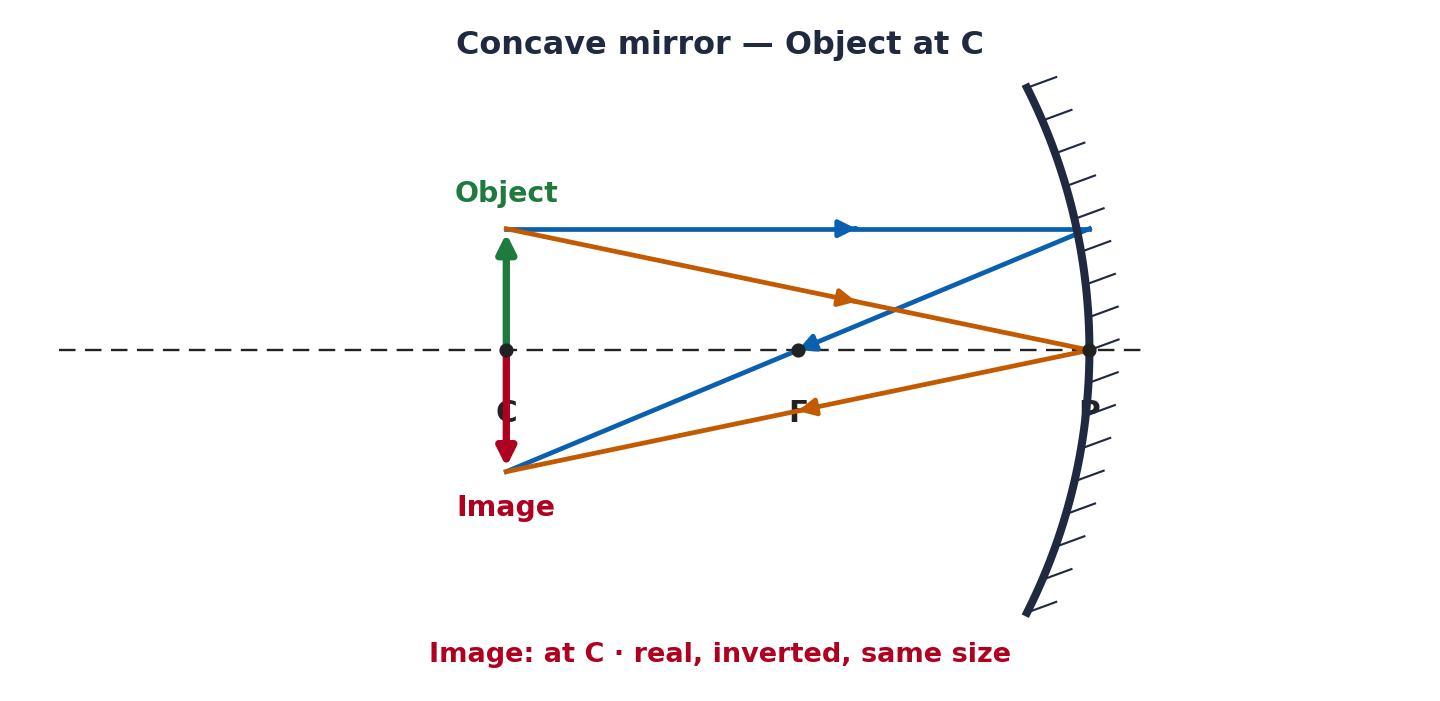 Concave mirror — Object at C
Object
C F P
Image
Image: at C · real, inverted, same size